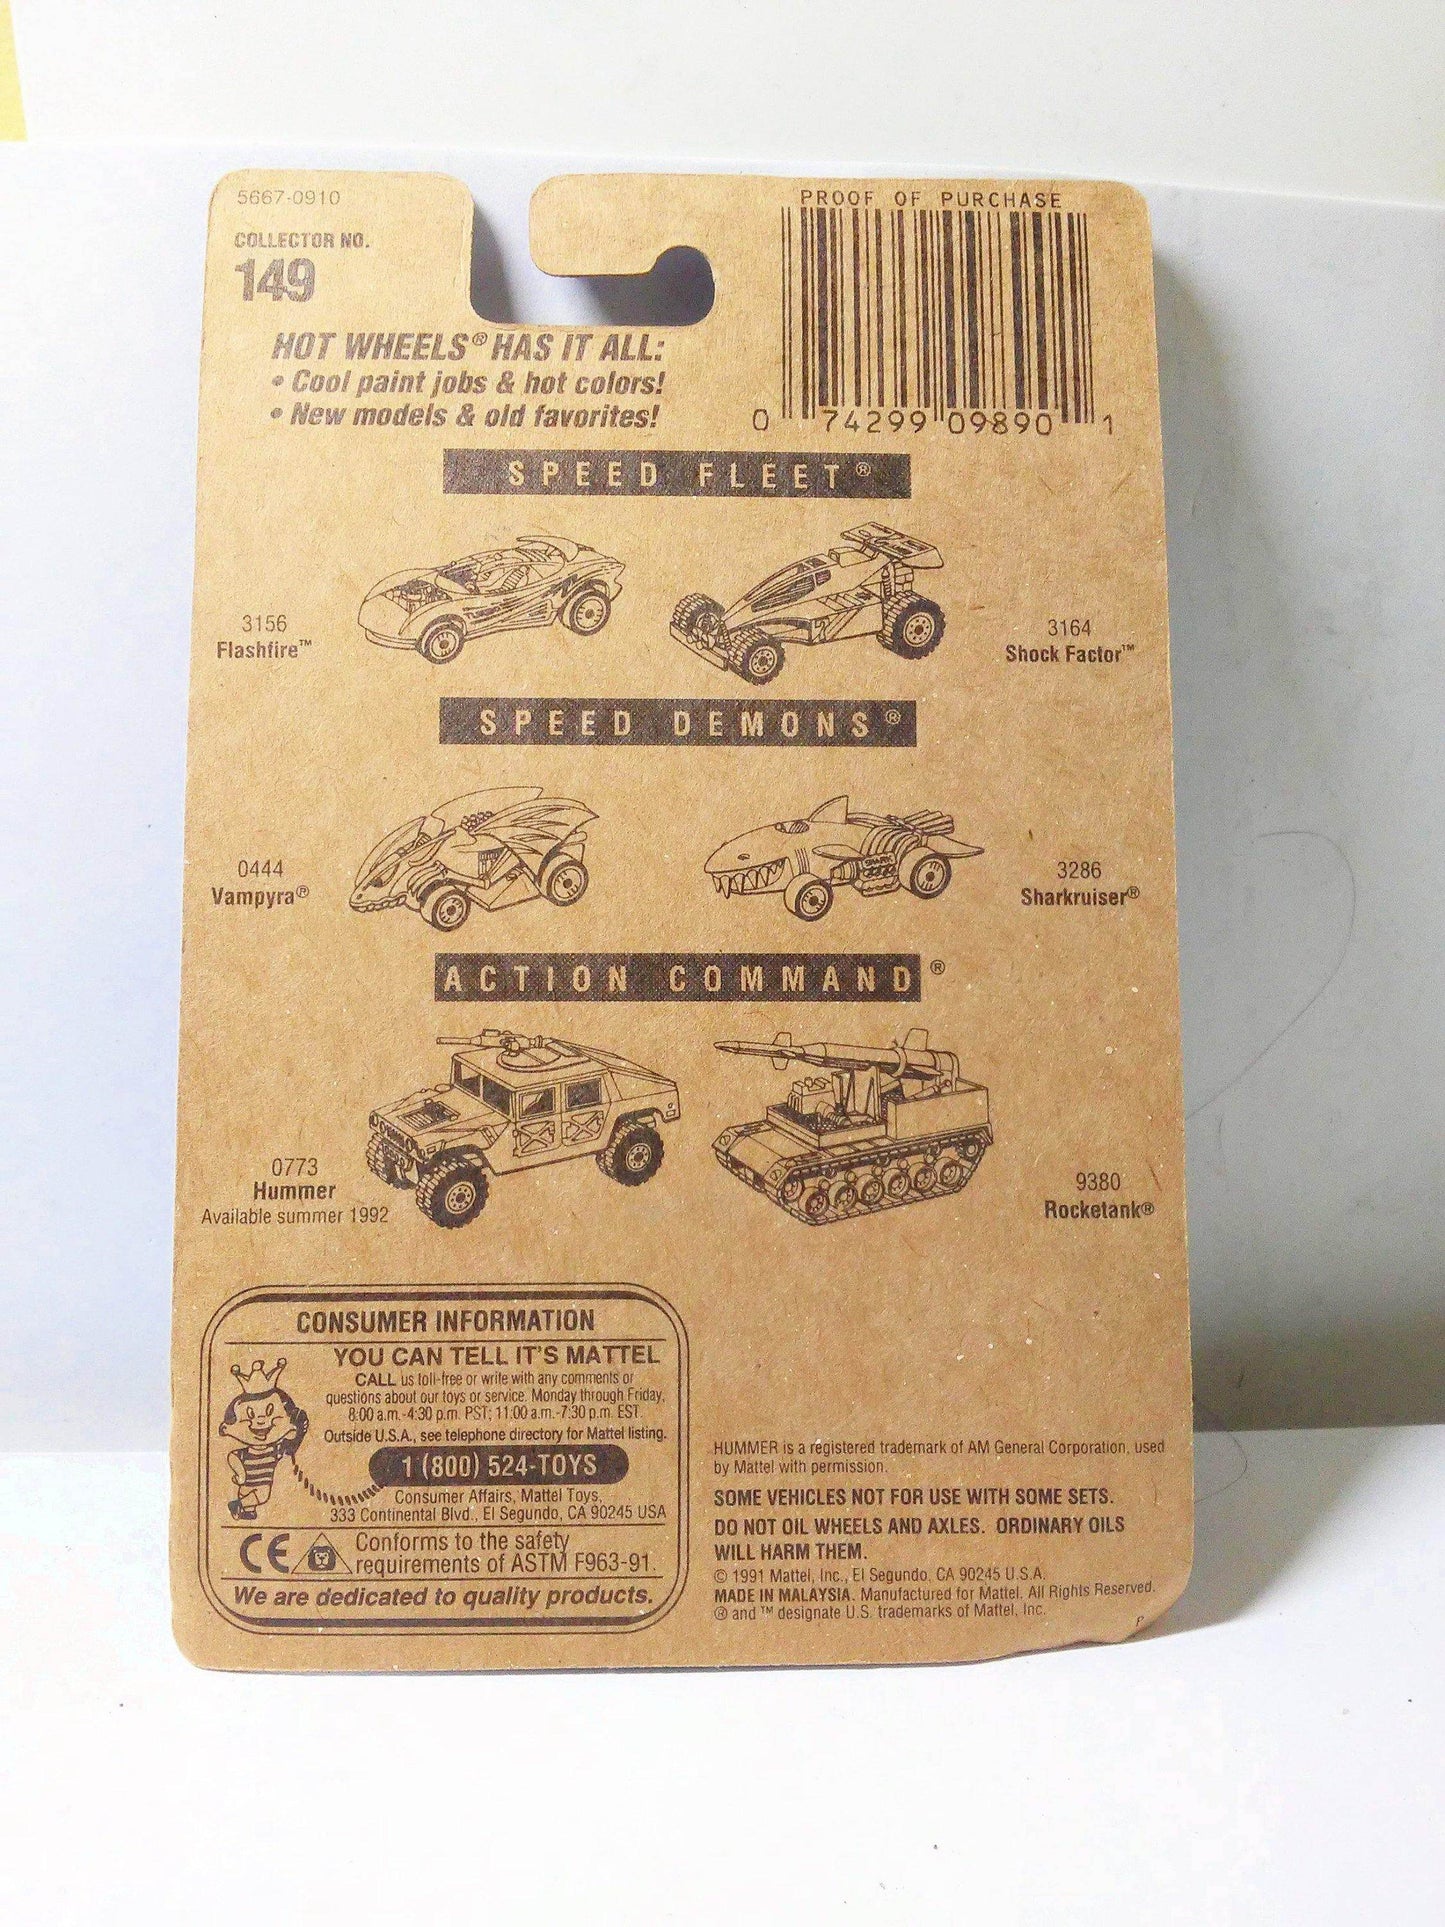 5667-0910
COLLECTOR NO.
149
PROOF OF PURCHASE
0 74299 09890 1
HOT WHEELS® HAS IT ALL:
• Cool paint jobs & hot colors!
• New models & old favorites!
SPEED FLEET®
3156
Flashfire™
3164
Shock Factor™
SPEED DEMONS®
0444
Vampyra®
SHARK
3286
Sharkruiser®
ACTION COMMAND®
0773
Hummer
Available summer 1992
9380
Rocketank®
CONSUMER INFORMATION
YOU CAN TELL IT'S MATTEL
CALL us toll-free or write with any comments or
questions about our toys or service. Monday through Friday,
8:00 a.m.-4:30 p.m. PST; 11:00 a.m.-7:30 p.m. EST.
Outside U.S.A., see telephone directory for Mattel listing.
1 (800) 524-TOYS
Consumer Affairs, Mattel Toys,
333 Continental Blvd., El Segundo, CA 90245 USA
CE Conforms to the safety
requirements of ASTM F963-91.
We are dedicated to quality products.
HUMMER is a registered trademark of AM General Corporation, used
by Mattel with permission.
SOME VEHICLES NOT FOR USE WITH SOME SETS.
DO NOT OIL WHEELS AND AXLES. ORDINARY OILS
WILL HARM THEM.
© 1991 Mattel, Inc., El Segundo, CA 90245 U.S.A.
MADE IN MALAYSIA. Manufactured for Mattel. All Rights Reserved.
® and ™ designate U.S. trademarks of Mattel, Inc.